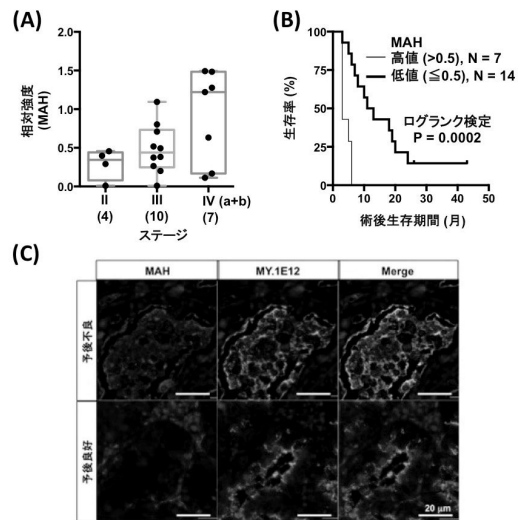 (A)
相対強度
(MAH)
2.0
1.5
1.0
0.5
0.0
II
III
IV (a+b)
(4)
(10)
(7)
ステージ
(B)
生存率 (%)
100
75
50
25
0
MAH
高値 (>0.5), N = 7
低値 (≦0.5), N = 14
ログランク検定
P = 0.0002
0
10
20
30
40
50
術後生存期間 (月)
(C)
MAH
MY.1E12
Merge
予後不良
予後良好
20 μm